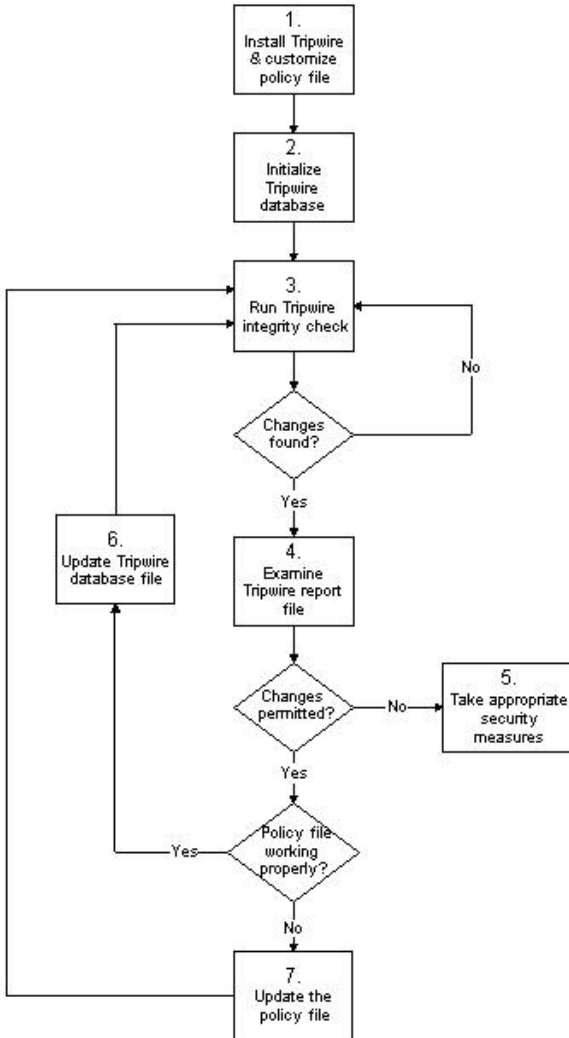 1.
Install Tripwire
& customize
policy file
2.
Initialize
Tripwire
database
3.
Run Tripwire
integrity check
No
Changes
found?
Yes
4.
Examine
Tripwire report
file
6.
Update Tripwire
database file
Changes
permitted?
No
5.
Take appropriate
security
measures
Yes
Policy file
working
properly?
Yes
No
7.
Update the
policy file